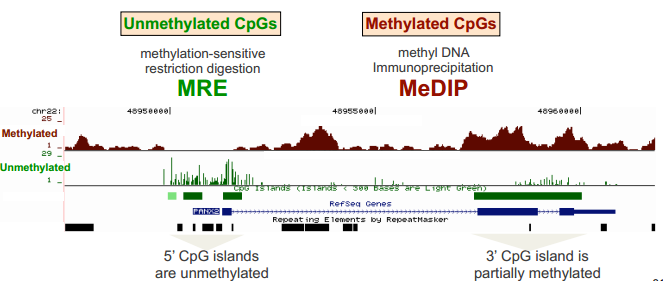 Unmethylated CpGs
Methylated CpGs
methylation-sensitive
restriction digestion
MRE
methyl DNA
Immunoprecipitation
MeDIP
chr22:
48950000
48955000
48960000
25
Methylated
1
29
Unmethylated
1
CpG Islands (Islands < 300 Bases are Light Green)
RefSeq Genes
PANX2
Repeating Elements by RepeatMasker
5' CpG islands
are unmethylated
3' CpG island is
partially methylated